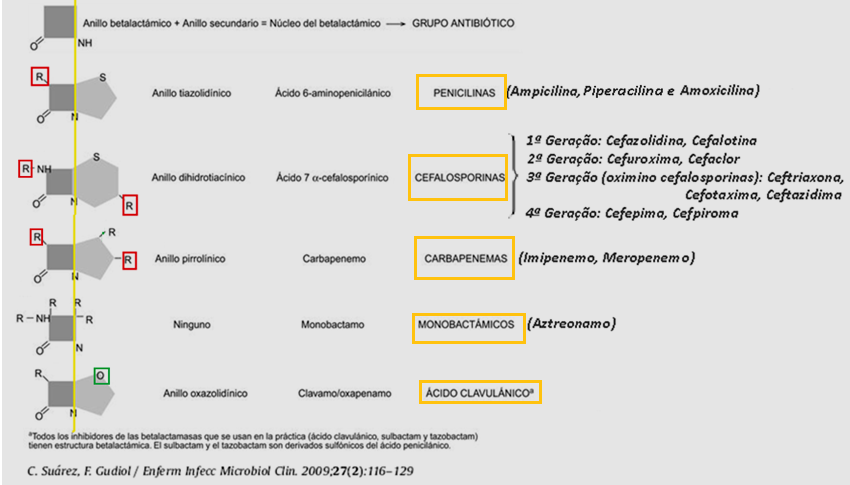 Anillo betalactámico + Anillo secundario = Núcleo del betalactámico → GRUPO ANTIBIÓTICO
O NH
R S
Anillo tiazolidínico Ácido 6-aminopenicilánico PENICILINAS (Ampicilina, Piperacilina e Amoxicilina)
O N
1ª Geração: Cefazolidina, Cefalotina
S
2ª Geração: Cefuroxima, Cefaclor
R NH
Anillo dihidrotiacínico Ácido 7 α-cefalosporínico CEFALOSPORINAS
3ª Geração (oximino cefalosporinas): Ceftriaxona,
Cefotaxima, Ceftazidima
O N R
4ª Geração: Cefepima, Cefpiroma
R R
Anillo pirrolínico Carbapenemo CARBAPENEMAS (Imipenemo, Meropenemo)
R
O N
R R
R NH R
Ninguno Monobactamo MONOBACTÁMICOS (Aztreonamo)
O N
R O
Anillo oxazolidínico Clavamo/oxapenamo ÁCIDO CLAVULÁNICOª
O N
ªTodos los inhibidores de las betalactamasas que se usan en la práctica (ácido clavulánico, sulbactam y tazobactam)
tienen estructura betalactámica. El sulbactam y el tazobactam son derivados sulfónicos del ácido penicilánico.
C. Suárez, F. Gudiol / Enferm Infecc Microbiol Clin. 2009;27(2):116–129